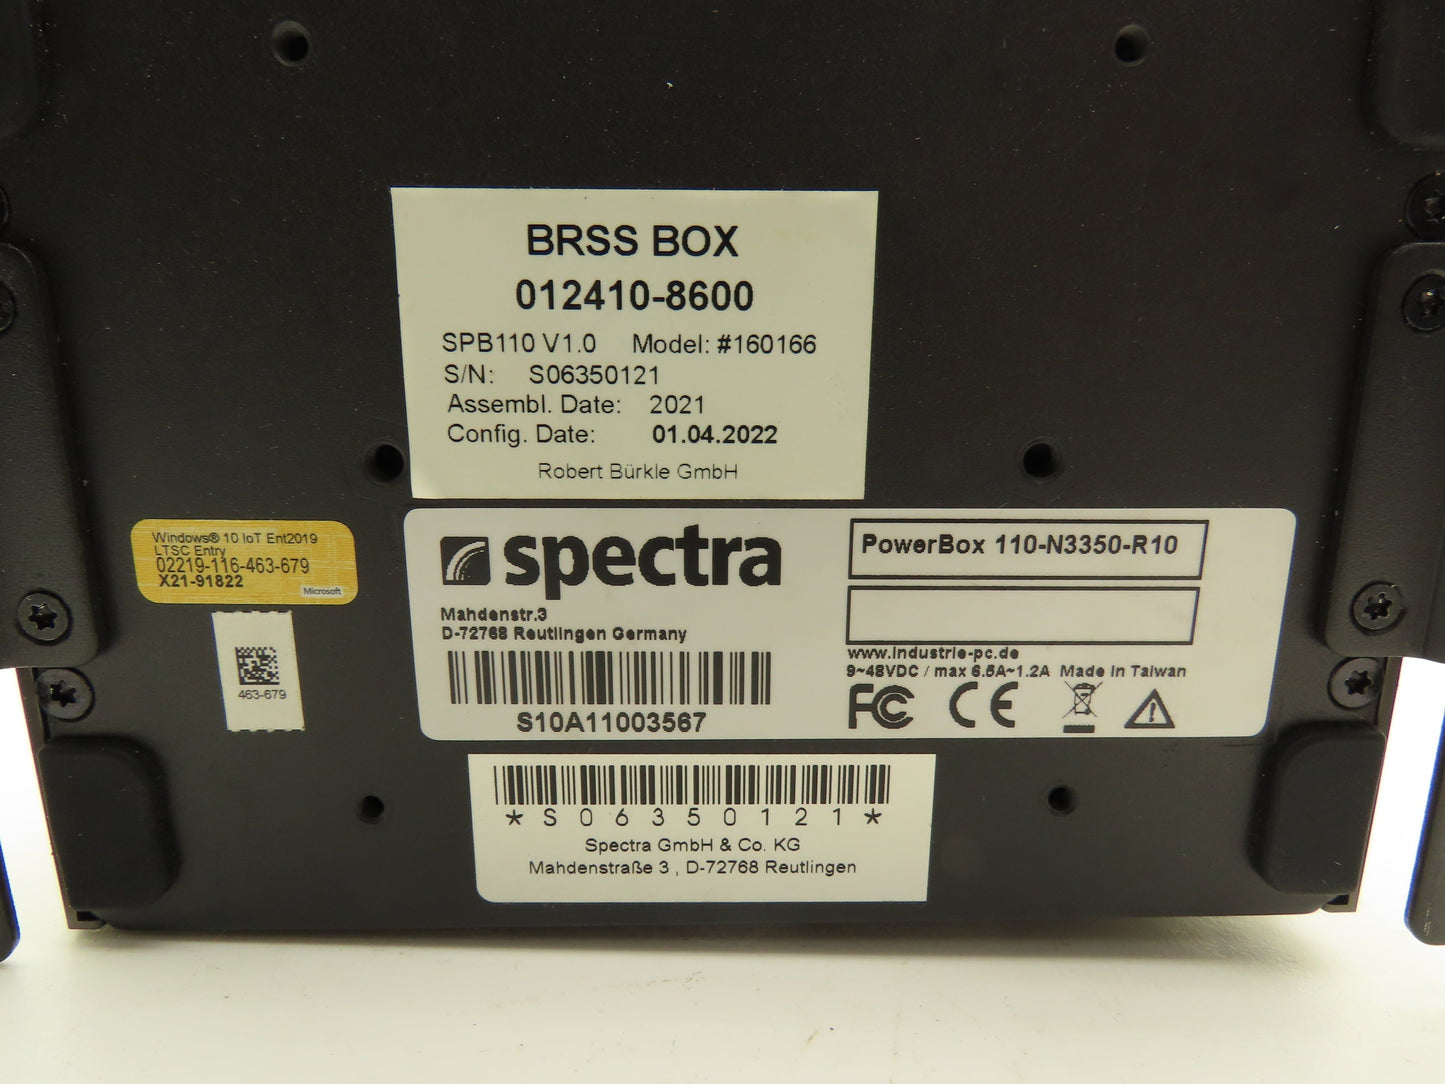 BRSS BOX
012410-8600
SPB110 V1.0 Model: #160166
S/N: S06350121
Assembl. Date: 2021
Config. Date: 01.04.2022
Robert Bürkle GmbH
Windows® 10 IoT Ent2019
LTSC Entry
02219-116-463-679
X21-91822
Microsoft
463-679
spectra
Mahdenstr.3
D-72768 Reutlingen Germany
S10A11003567
PowerBox 110-N3350-R10
www.industrie-pc.de
9~48VDC / max 6.5A~1.2A Made in Taiwan
FC CE
*S06350121*
Spectra GmbH & Co. KG
Mahdenstraße 3 , D-72768 Reutlingen